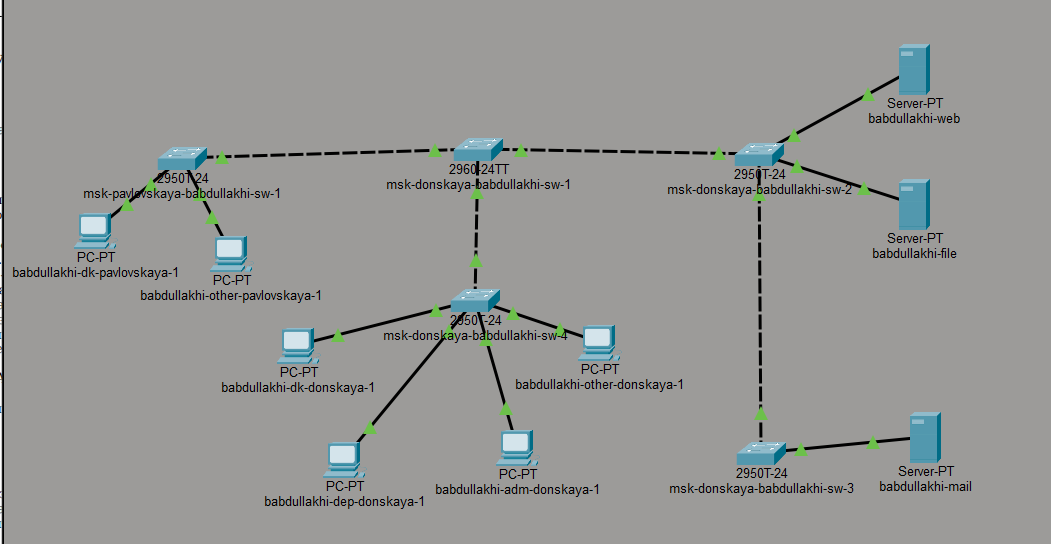 Server-PT
babdullakhi-web
2950T-24
msk-pavlovskaya-babdullakhi-sw-1
2960-24TT
msk-donskaya-babdullakhi-sw-1
2950T-24
msk-donskaya-babdullakhi-sw-2
PC-PT
babdullakhi-dk-pavlovskaya-1
PC-PT
babdullakhi-other-pavlovskaya-1
Server-PT
babdullakhi-file
2950T-24
msk-donskaya-babdullakhi-sw-4
PC-PT
babdullakhi-dk-donskaya-1
PC-PT
babdullakhi-other-donskaya-1
PC-PT
babdullakhi-dep-donskaya-1
PC-PT
babdullakhi-adm-donskaya-1
2950T-24
msk-donskaya-babdullakhi-sw-3
Server-PT
babdullakhi-mail